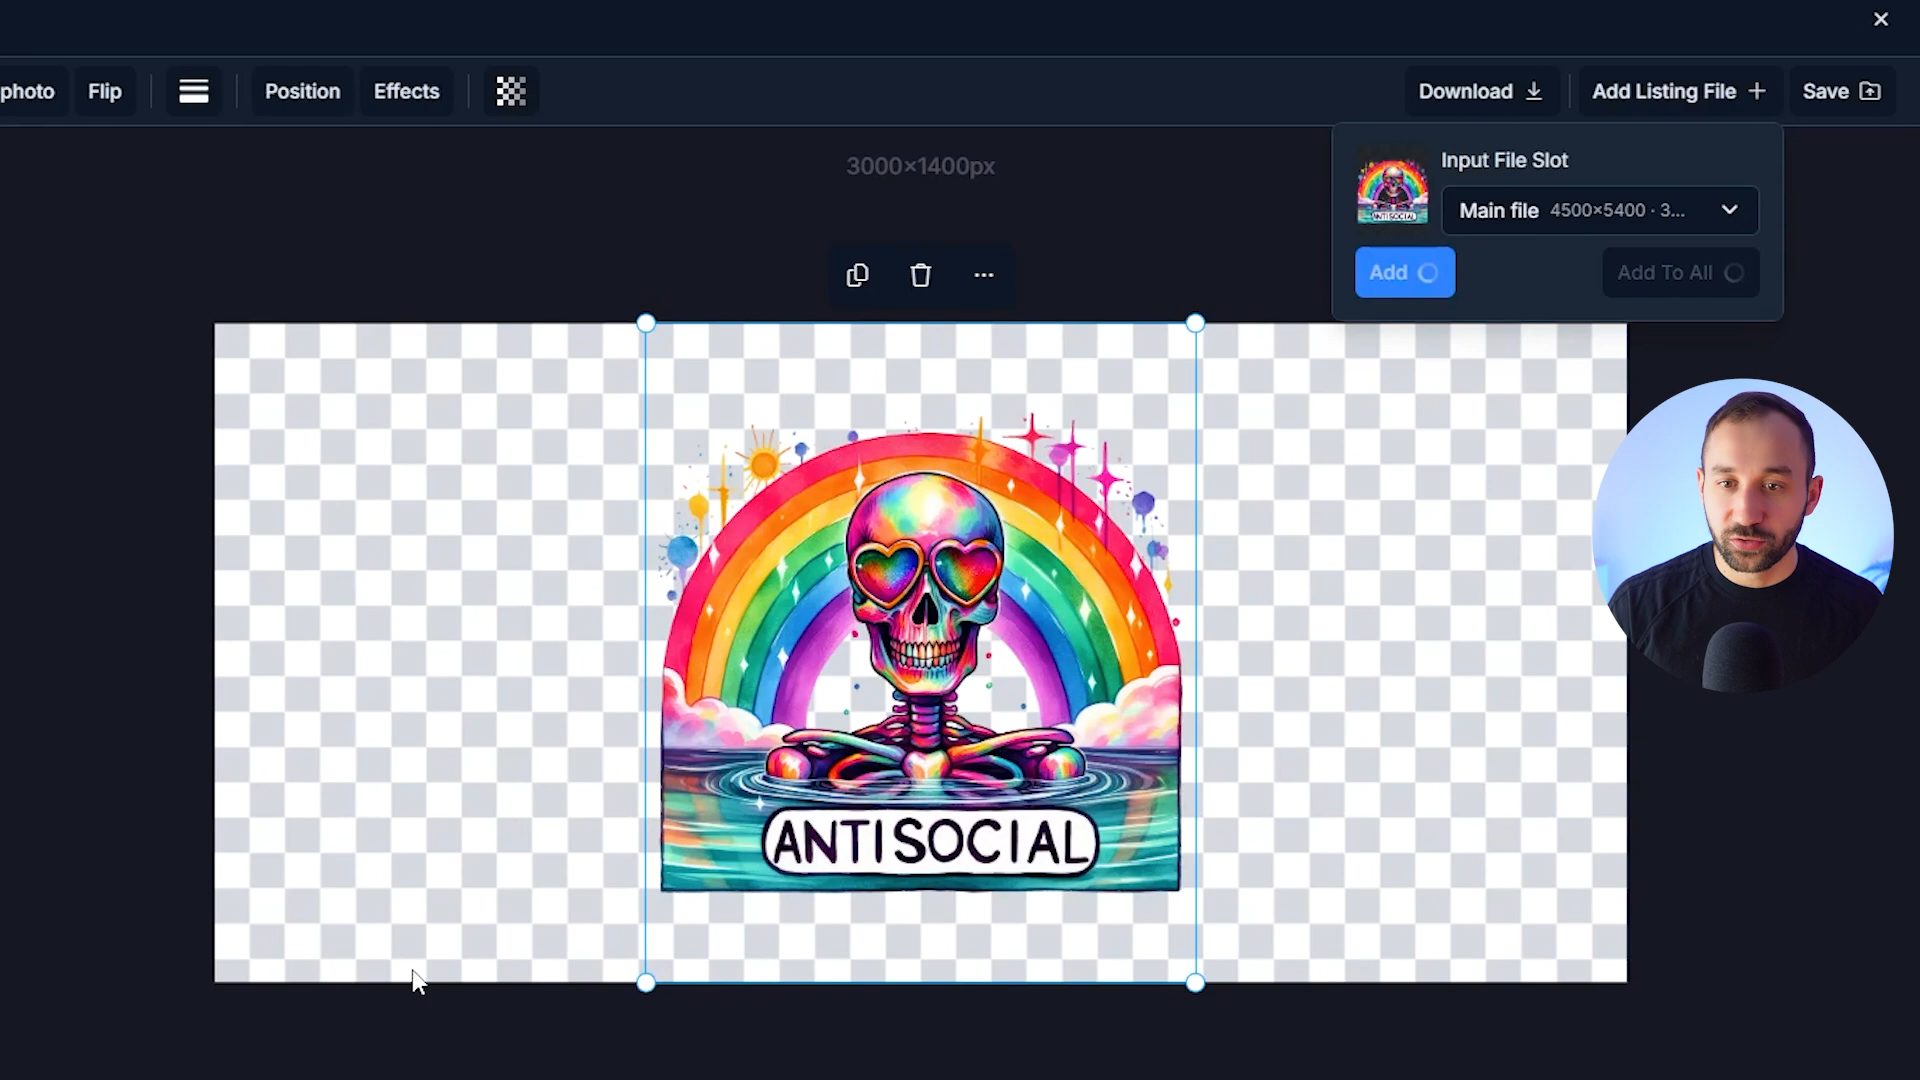 photo Flip Position Effects Download Add Listing File Save
3000×1400px
Input File Slot
Main file 4500×5400 · 3...
Add Add To All
ANTISOCIAL
ANTISOCIAL